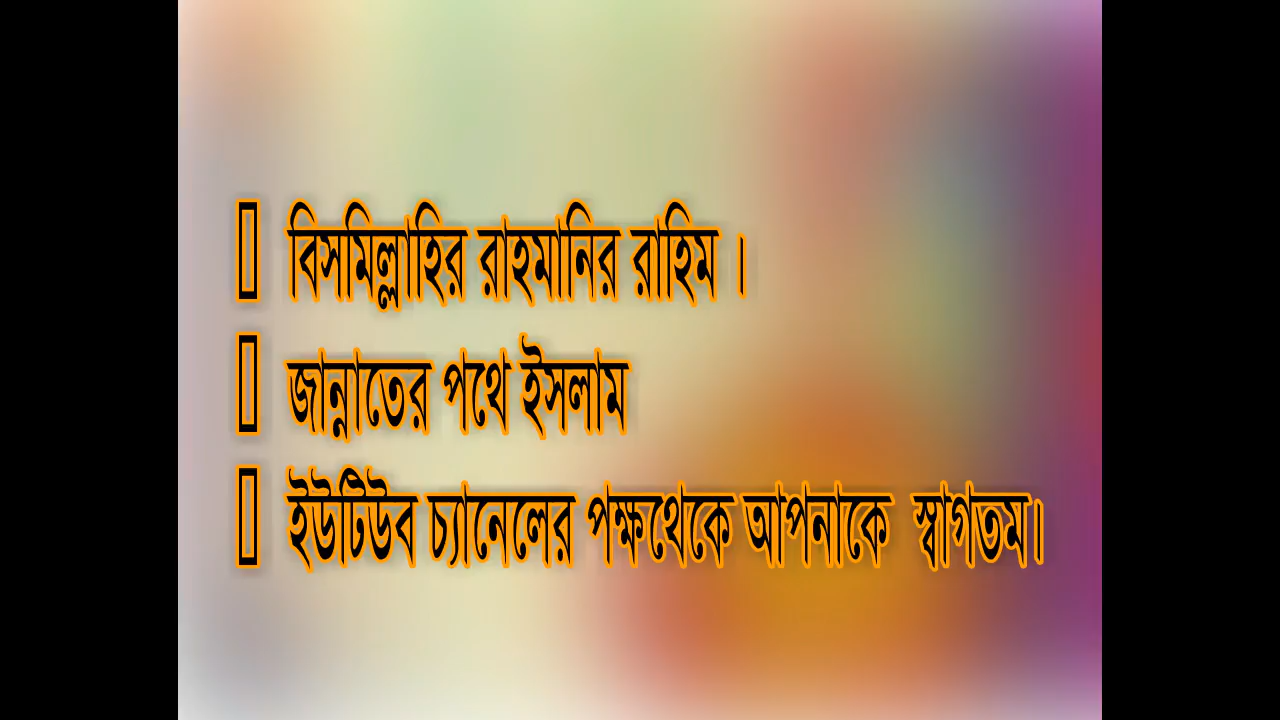 বিসমিল্লাহির রাহমানির রাহিম ।
জান্নাতের পথে ইসলাম
ইউটিউব চ্যানেলের পক্ষথেকে আপনাকে স্বাগতম।